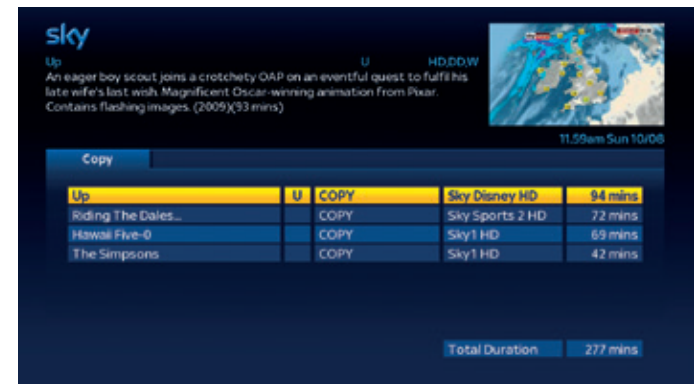 sky
Up U HD,DD,W
An eager boy scout joins a crotchety OAP on an eventful quest to fulfil his
late wife's last wish. Magnificent Oscar-winning animation from Pixar.
Contains flashing images. (2009)(93 mins)
11.59am Sun 10/08
Copy
Up U COPY Sky Disney HD 94 mins
Riding The Dales... COPY Sky Sports 2 HD 72 mins
Hawaii Five-0 COPY Sky1 HD 69 mins
The Simpsons COPY Sky1 HD 42 mins
Total Duration 277 mins